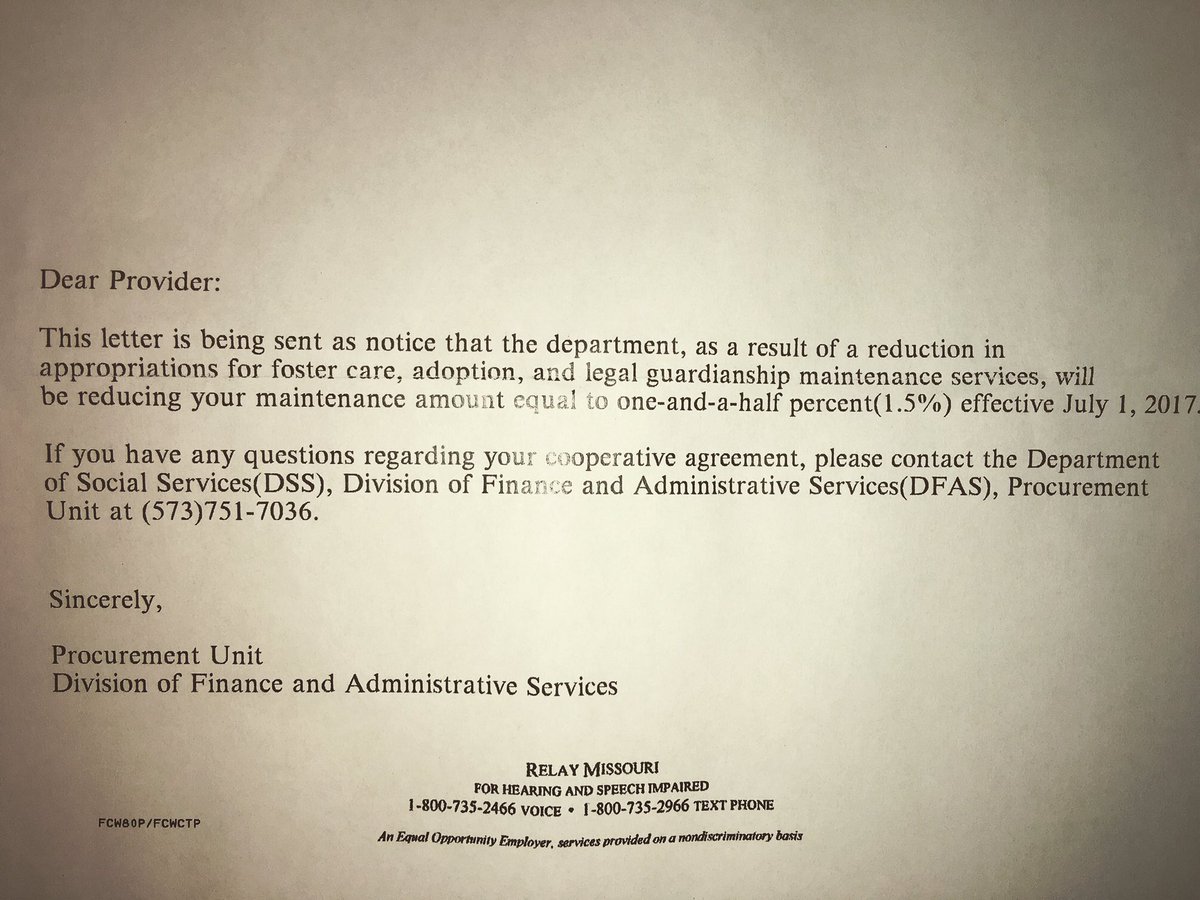 Dear Provider:
This letter is being sent as notice that the department, as a result of a reduction in
appropriations for foster care, adoption, and legal guardianship maintenance services, will
be reducing your maintenance amount equal to one-and-a-half percent(1.5%) effective July 1, 2017.
If you have any questions regarding your cooperative agreement, please contact the Department
of Social Services(DSS), Division of Finance and Administrative Services(DFAS), Procurement
Unit at (573)751-7036.
Sincerely,
Procurement Unit
Division of Finance and Administrative Services
RELAY MISSOURI
FOR HEARING AND SPEECH IMPAIRED
1-800-735-2466 VOICE • 1-800-735-2966 TEXT PHONE
FCW80P/FCWCTP
An Equal Opportunity Employer, services provided on a nondiscriminatory basis